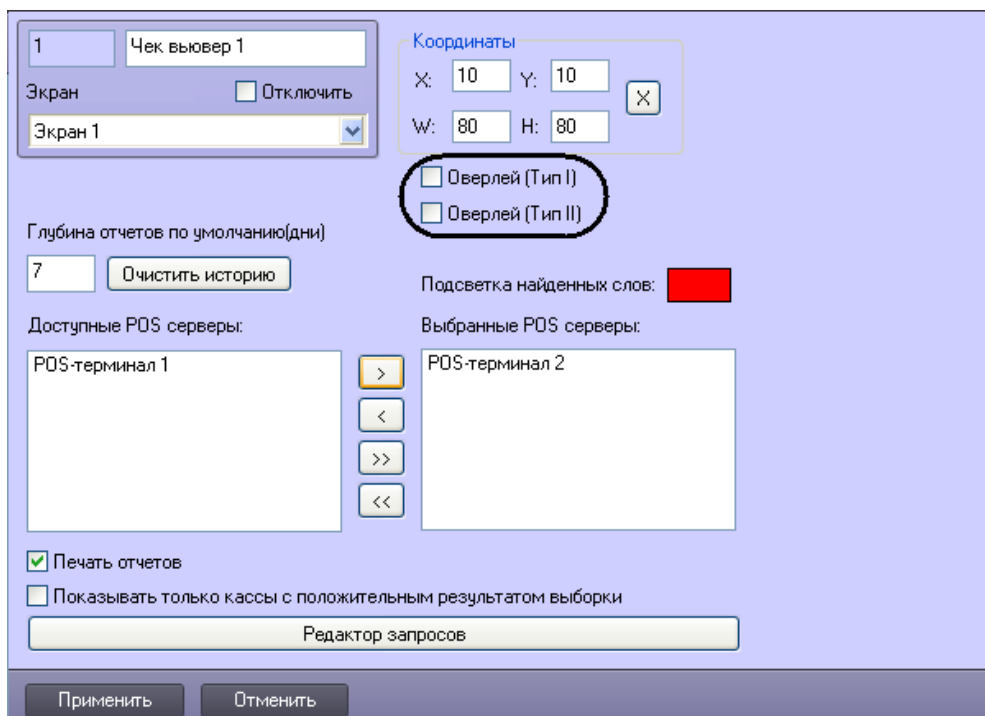 1 Чек вьювер 1
Экран Отключить
Экран 1
Координаты
X: 10 Y: 10 X
W: 80 H: 80
Оверлей (Тип I)
Оверлей (Тип II)
Глубина отчетов по умолчанию(дни)
7 Очистить историю
Подсветка найденных слов:
Доступные POS серверы:
Выбранные POS серверы:
POS-терминал 1
POS-терминал 2
>
<
>>
<<
Печать отчетов
Показывать только кассы с положительным результатом выборки
Редактор запросов
Применить Отменить